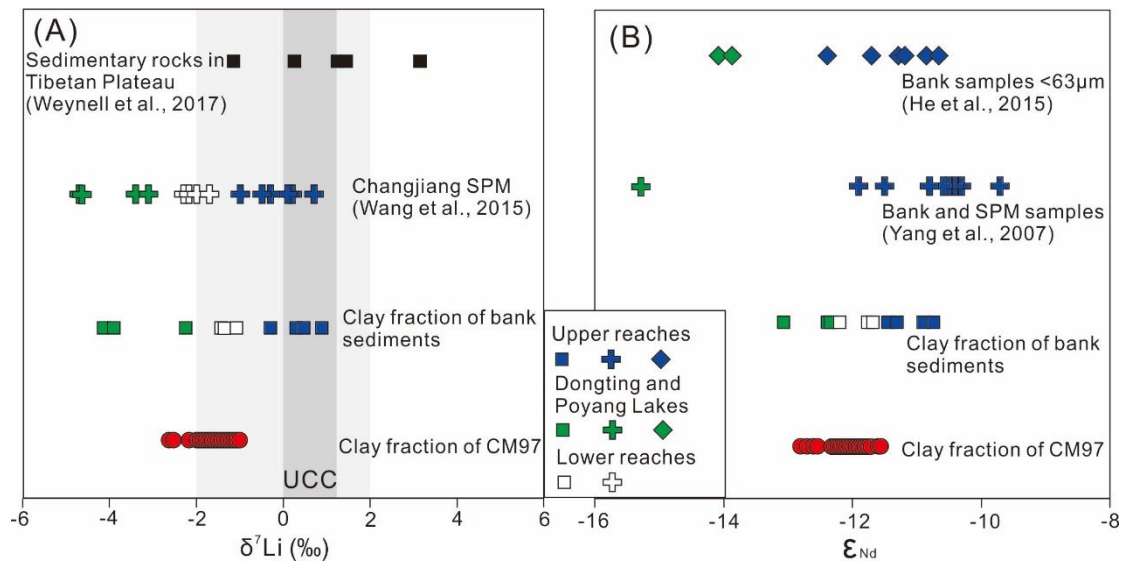 (A)
Sedimentary rocks in
Tibetan Plateau
(Weynell et al., 2017)
Changjiang SPM
(Wang et al., 2015)
Clay fraction of bank
sediments
Clay fraction of CM97
UCC
-6 -4 -2 0 2 4 6
δ⁷Li (‰)
(B)
Bank samples <63μm
(He et al., 2015)
Bank and SPM samples
(Yang et al., 2007)
Clay fraction of bank
sediments
Clay fraction of CM97
-16 -14 -12 -10 -8
εNd
Upper reaches
Dongting and
Poyang Lakes
Lower reaches